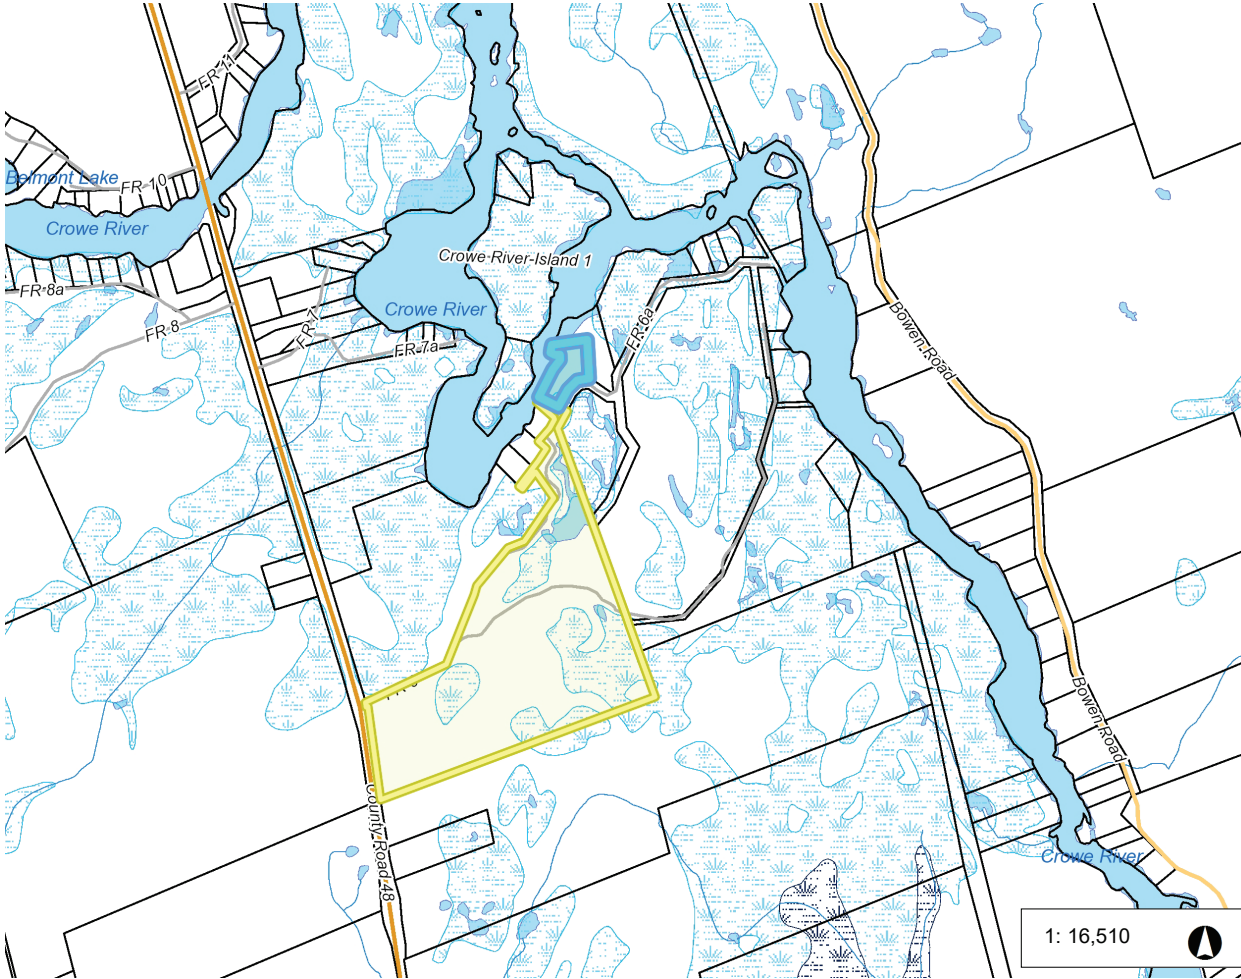 FR 11
Belmont Lake
FR 10
Crowe River
Crowe River-Island 1
FR 8a
FR 8
FR 7
Crowe River
FR 7a
FR 6a
Bowen Road
Bowen Road
County Road 48
Crowe River
1: 16,510